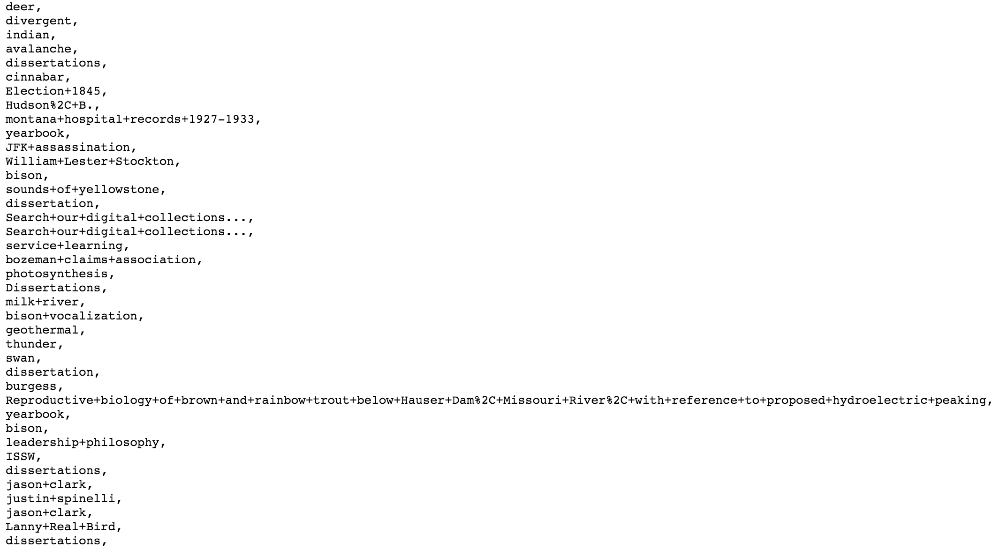 deer,
divergent,
indian,
avalanche,
dissertations,
cinnabar,
Election+1845,
Hudson%2C+B.,
montana+hospital+records+1927-1933,
yearbook,
JFK+assassination,
William+Lester+Stockton,
bison,
sounds+of+yellowstone,
dissertation,
Search+our+digital+collections...,
Search+our+digital+collections...,
service+learning,
bozeman+claims+association,
photosynthesis,
Dissertations,
milk+river,
bison+vocalization,
geothermal,
thunder,
swan,
dissertation,
burgess,
Reproductive+biology+of+brown+and+rainbow+trout+below+Hauser+Dam%2C+Missouri+River%2C+with+reference+to+proposed+hydroelectric+peaking,
yearbook,
bison,
leadership+philosophy,
ISSW,
dissertations,
jason+clark,
justin+spinelli,
jason+clark,
Lanny+Real+Bird,
dissertations,